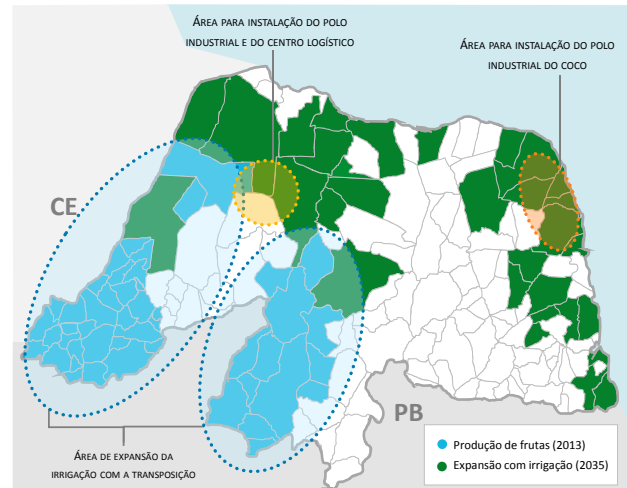 ÁREA PARA INSTALAÇÃO DO POLO
INDUSTRIAL E DO CENTRO LOGÍSTICO
ÁREA PARA INSTALAÇÃO DO POLO
INDUSTRIAL DO COCO
CE
PB
ÁREA DE EXPANSÃO DA
IRRIGAÇÃO COM A TRANSPOSIÇÃO
Produção de frutas (2013)
Expansão com irrigação (2035)